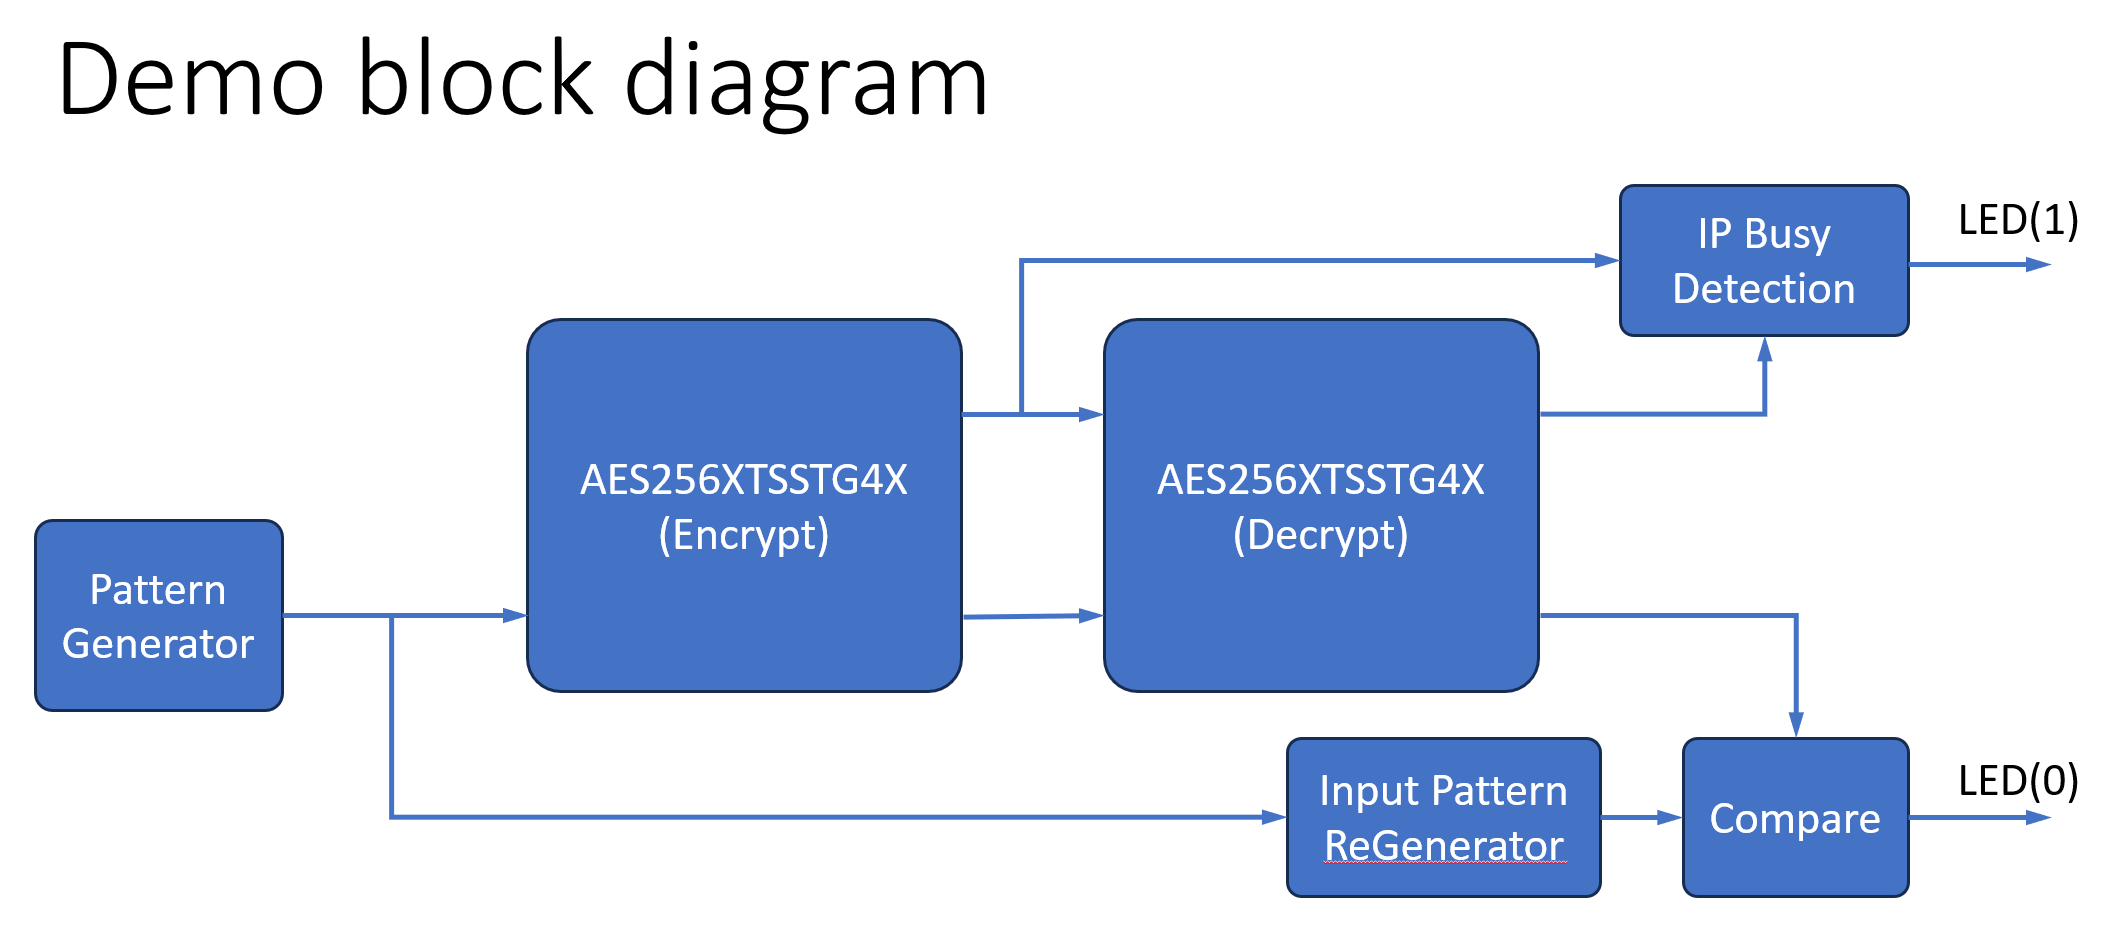 Demo block diagram
IP Busy
Detection
LED(1)
AES256XTSSTG4X
(Encrypt)
AES256XTSSTG4X
(Decrypt)
Pattern
Generator
Input Pattern
ReGenerator
Compare
LED(0)